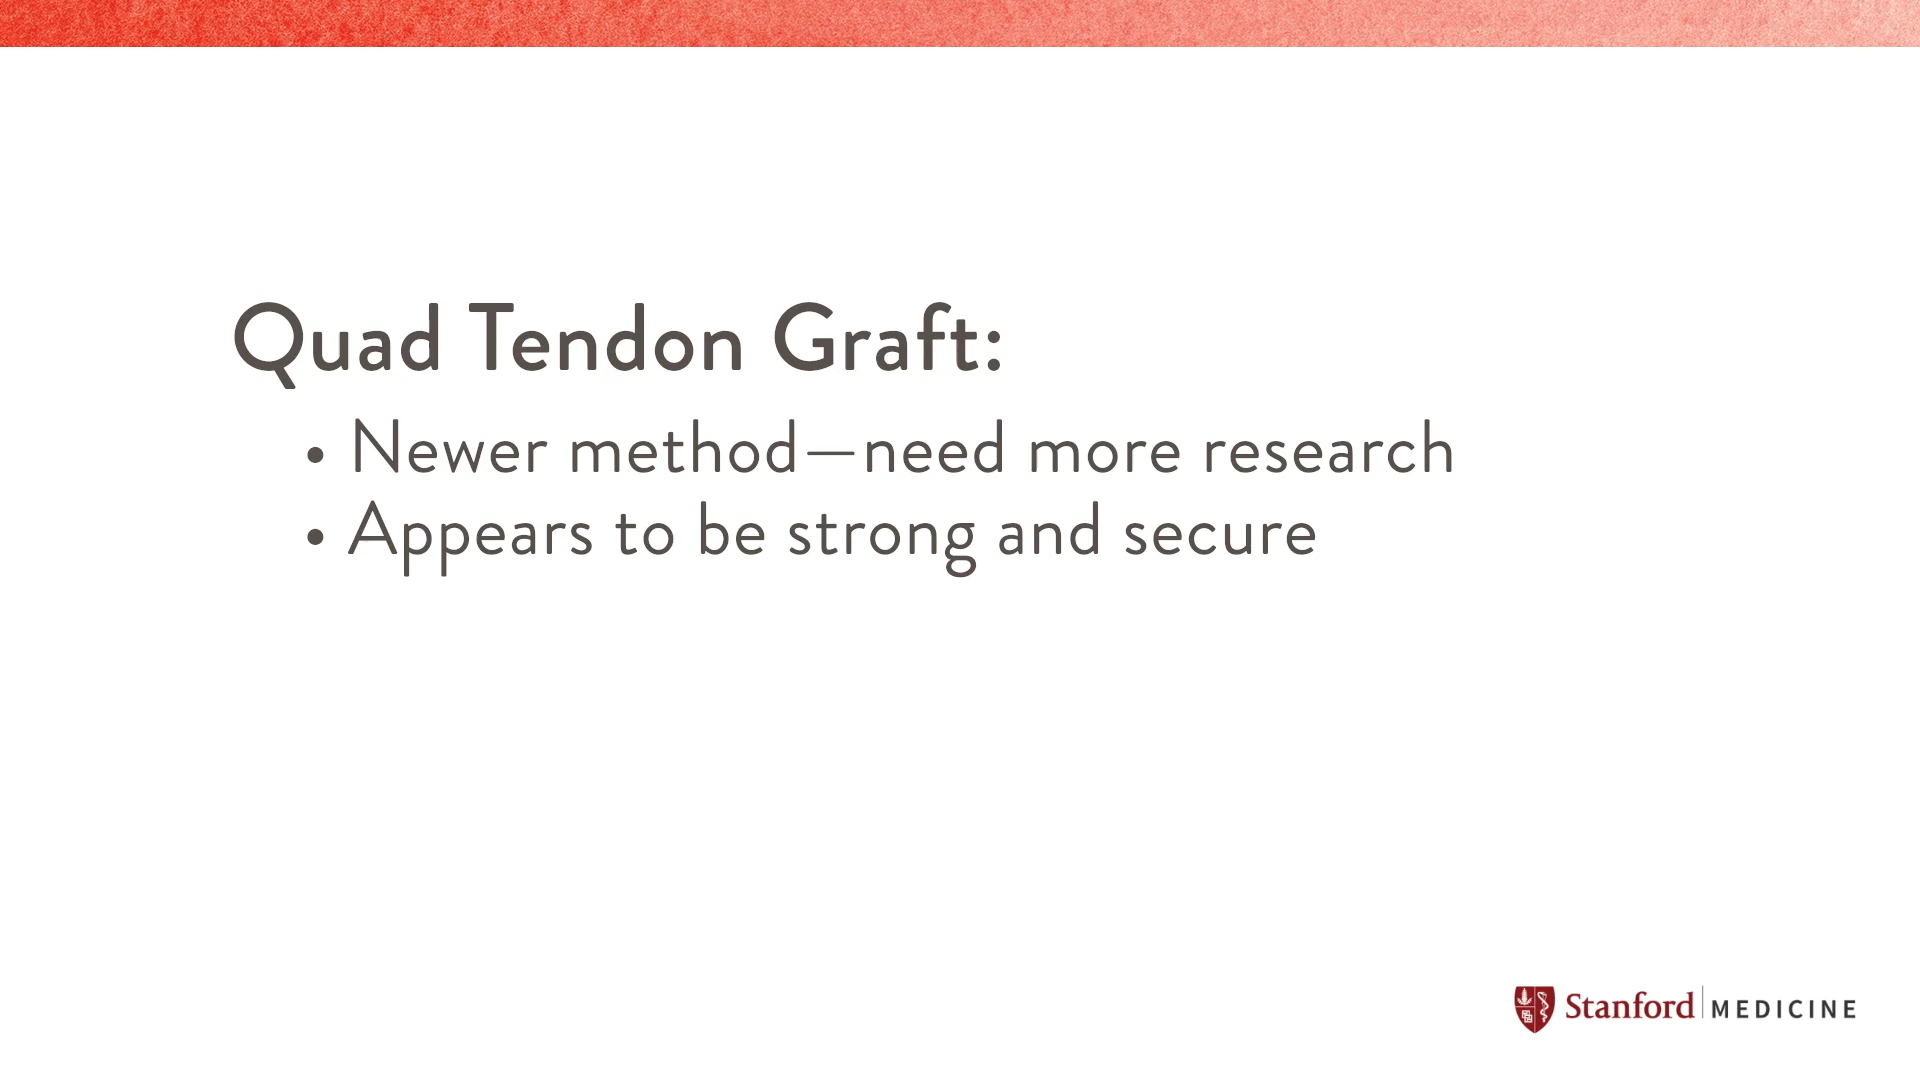 Quad Tendon Graft:
• Newer method—need more research
• Appears to be strong and secure
Stanford | MEDICINE